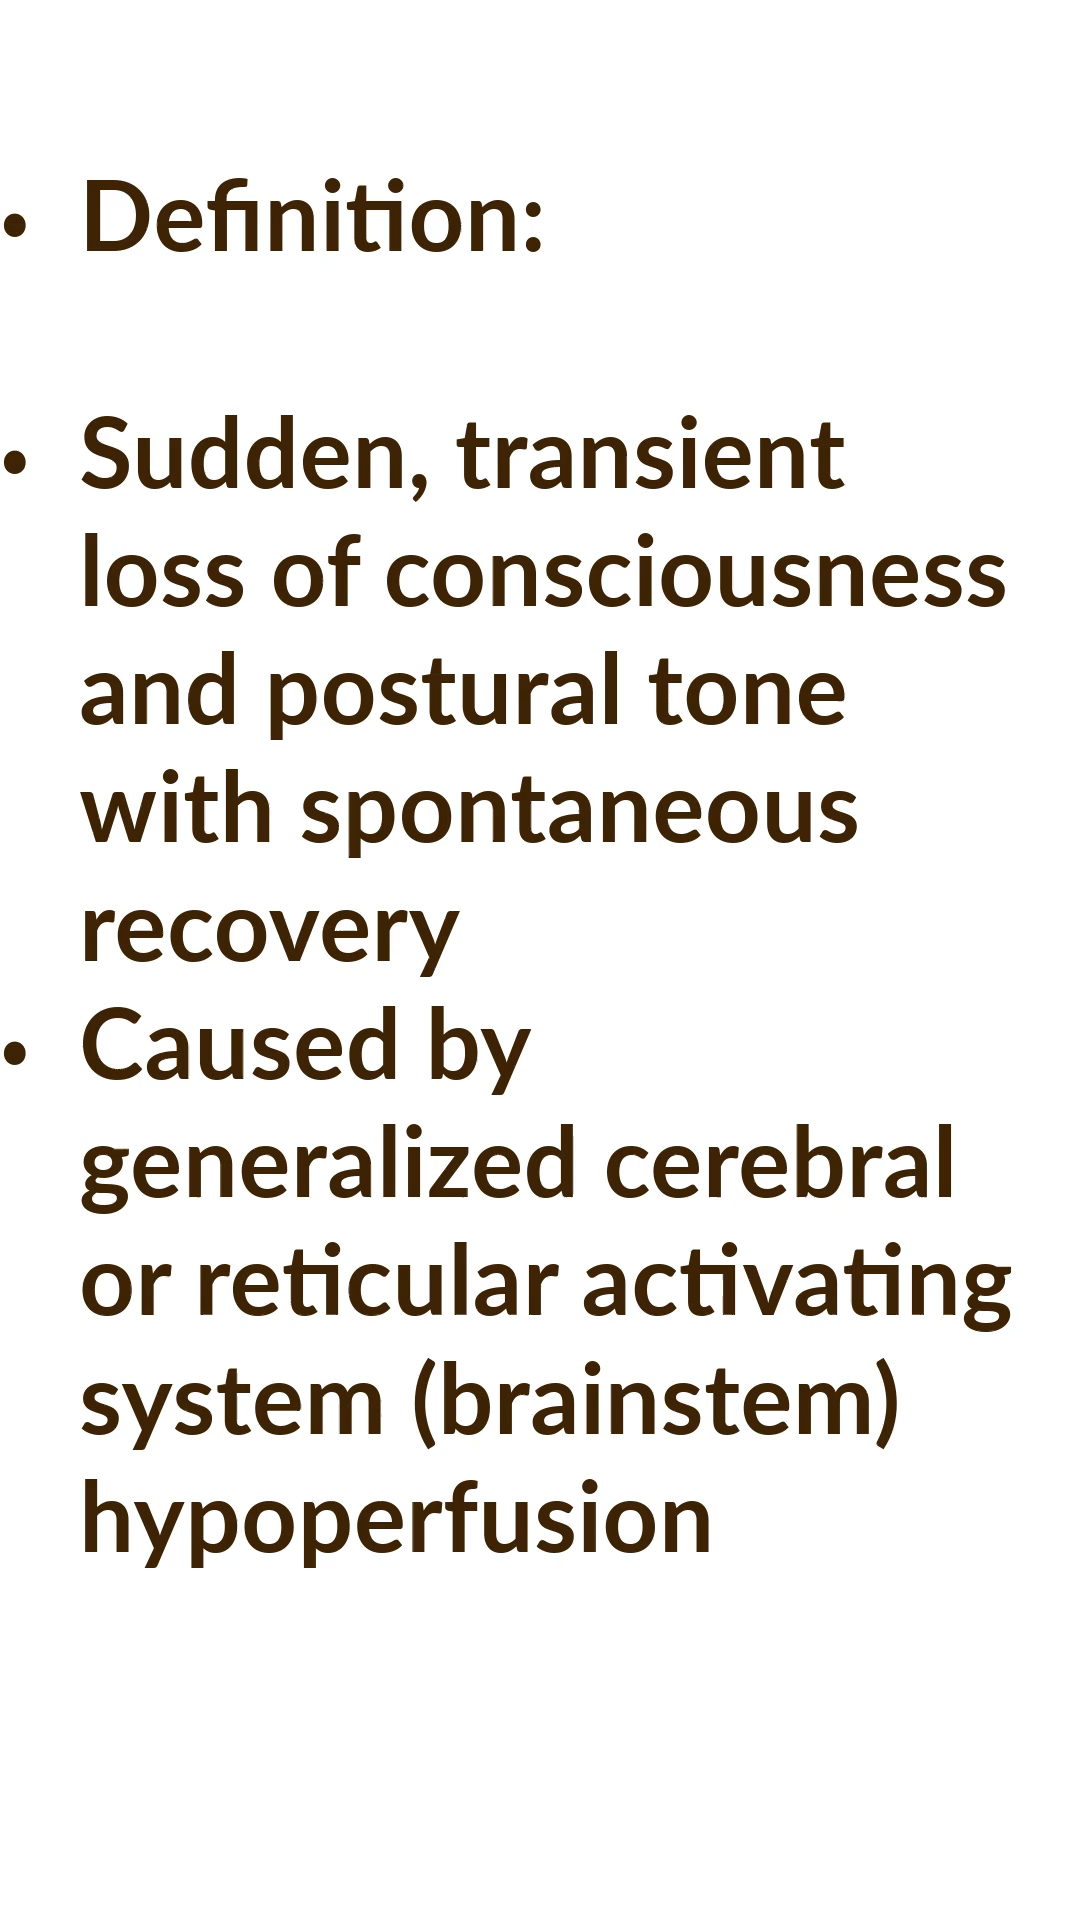 • Definition:
• Sudden, transient
loss of consciousness
and postural tone
with spontaneous
recovery
• Caused by
generalized cerebral
or reticular activating
system (brainstem)
hypoperfusion